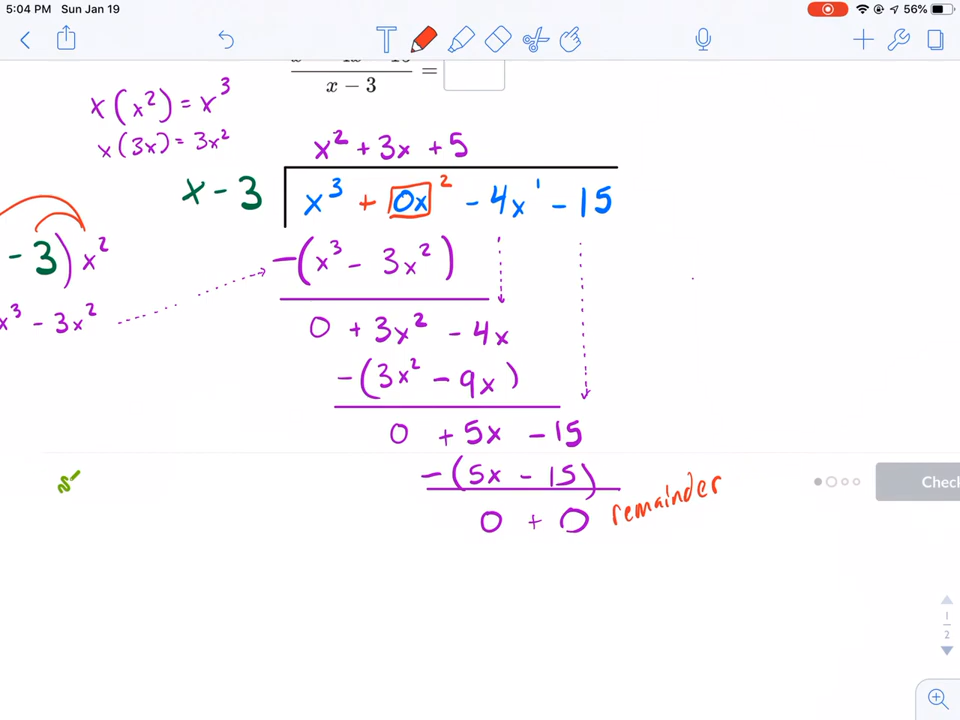 5:04 PM Sun Jan 19 56%
T
x − 3 =
x(x²) = x³
x(3x) = 3x²
x² + 3x + 5
x − 3 x³ + 0x² − 4x¹ − 15
− 3) x²
−(x³ − 3x²)
x³ − 3x²
0 + 3x² − 4x
−(3x² − 9x)
0 + 5x − 15
−(5x − 15)
Check
0 + 0 remainder
1
2